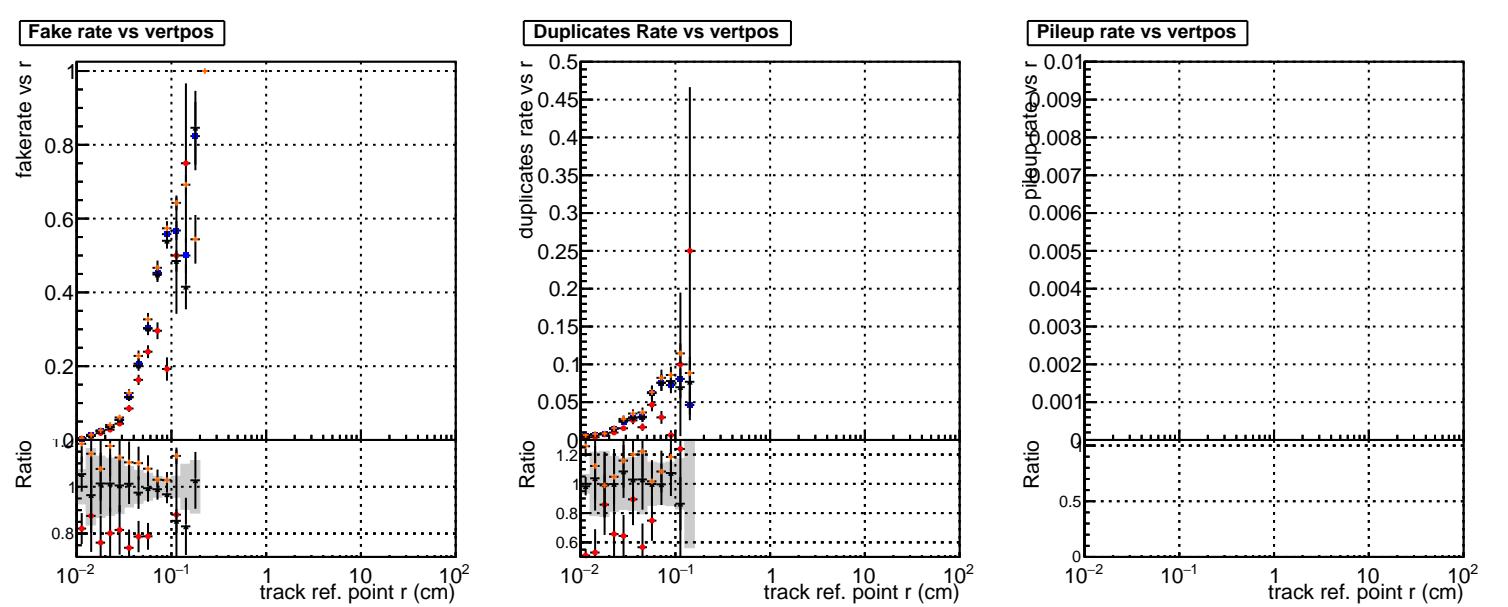 Fake rate vs vertpos
fakerate vs r
1
0.8
0.6
0.4
0.2
0
Ratio
1
0.8
10−2 10−1 1 10 102
track ref. point r (cm)
Duplicates Rate vs vertpos
duplicates rate vs r
0.5
0.45
0.4
0.35
0.3
0.25
0.2
0.15
0.1
0.05
0
Ratio
1.2
1
0.8
0.6
10−2 10−1 1 10 102
track ref. point r (cm)
Pileup rate vs vertpos
pileup rate vs r
0.01
0.009
0.008
0.007
0.006
0.005
0.004
0.003
0.002
0.001
0
Ratio
1
0.5
0
10−2 10−1 1 10 102
track ref. point r (cm)